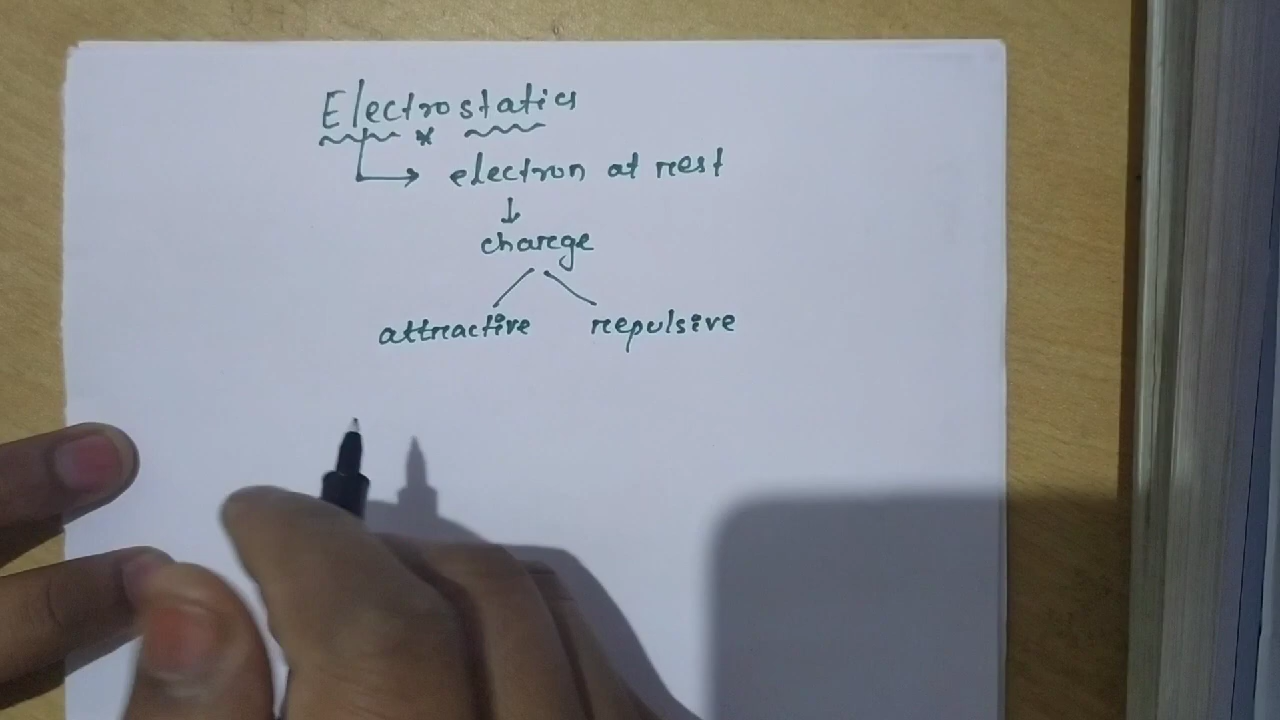 Electrostatics
electron at rest
charge
attractive repulsive